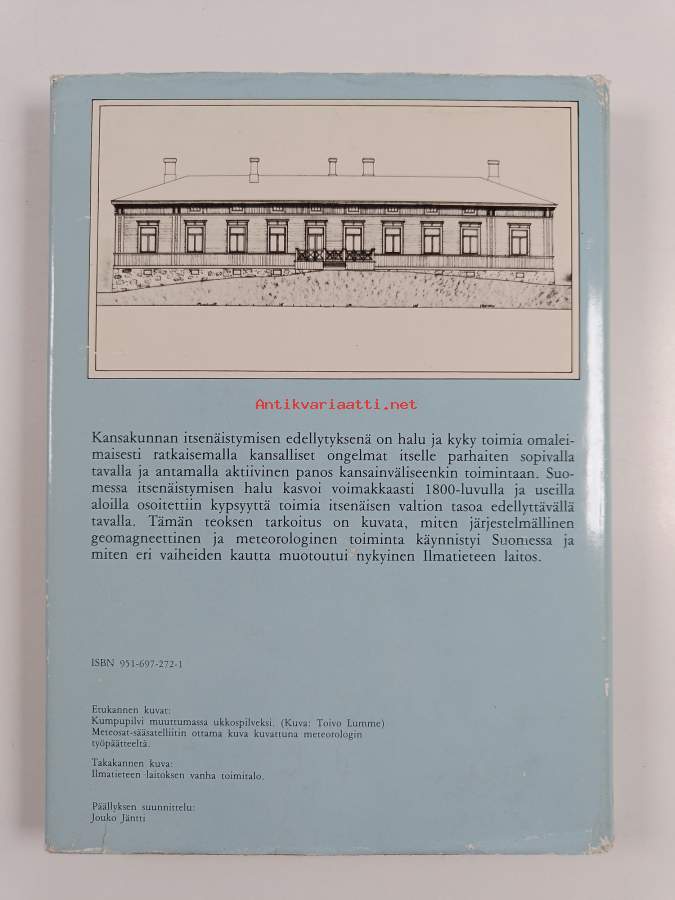 Antikvariaatti.net
Kansakunnan itsenäistymisen edellytyksenä on halu ja kyky toimia omalei-
maisesti ratkaisemalla kansalliset ongelmat itselle parhaiten sopivalla
tavalla ja antamalla aktiivinen panos kansainväliseenkin toimintaan. Suo-
messa itsenäistymisen halu kasvoi voimakkaasti 1800-luvulla ja useilla
aloilla osoitettiin kypsyyttä toimia itsenäisen valtion tasoa edellyttävällä
tavalla. Tämän teoksen tarkoitus on kuvata, miten järjestelmällinen
geomagneettinen ja meteorologinen toiminta käynnistyi Suomessa ja
miten eri vaiheiden kautta muotoutui nykyinen Ilmatieteen laitos.
ISBN 951-697-272-1
Etukannen kuvat:
Kumpupilvi muuttumassa ukkospilveksi. (Kuva: Toivo Lumme)
Meteosat-sääsatelliitin ottama kuva kuvattuna meteorologin
työpäätteeltä.
Takakannen kuva:
Ilmatieteen laitoksen vanha toimitalo.
Päällyksen suunnittelu:
Jouko Jäntti